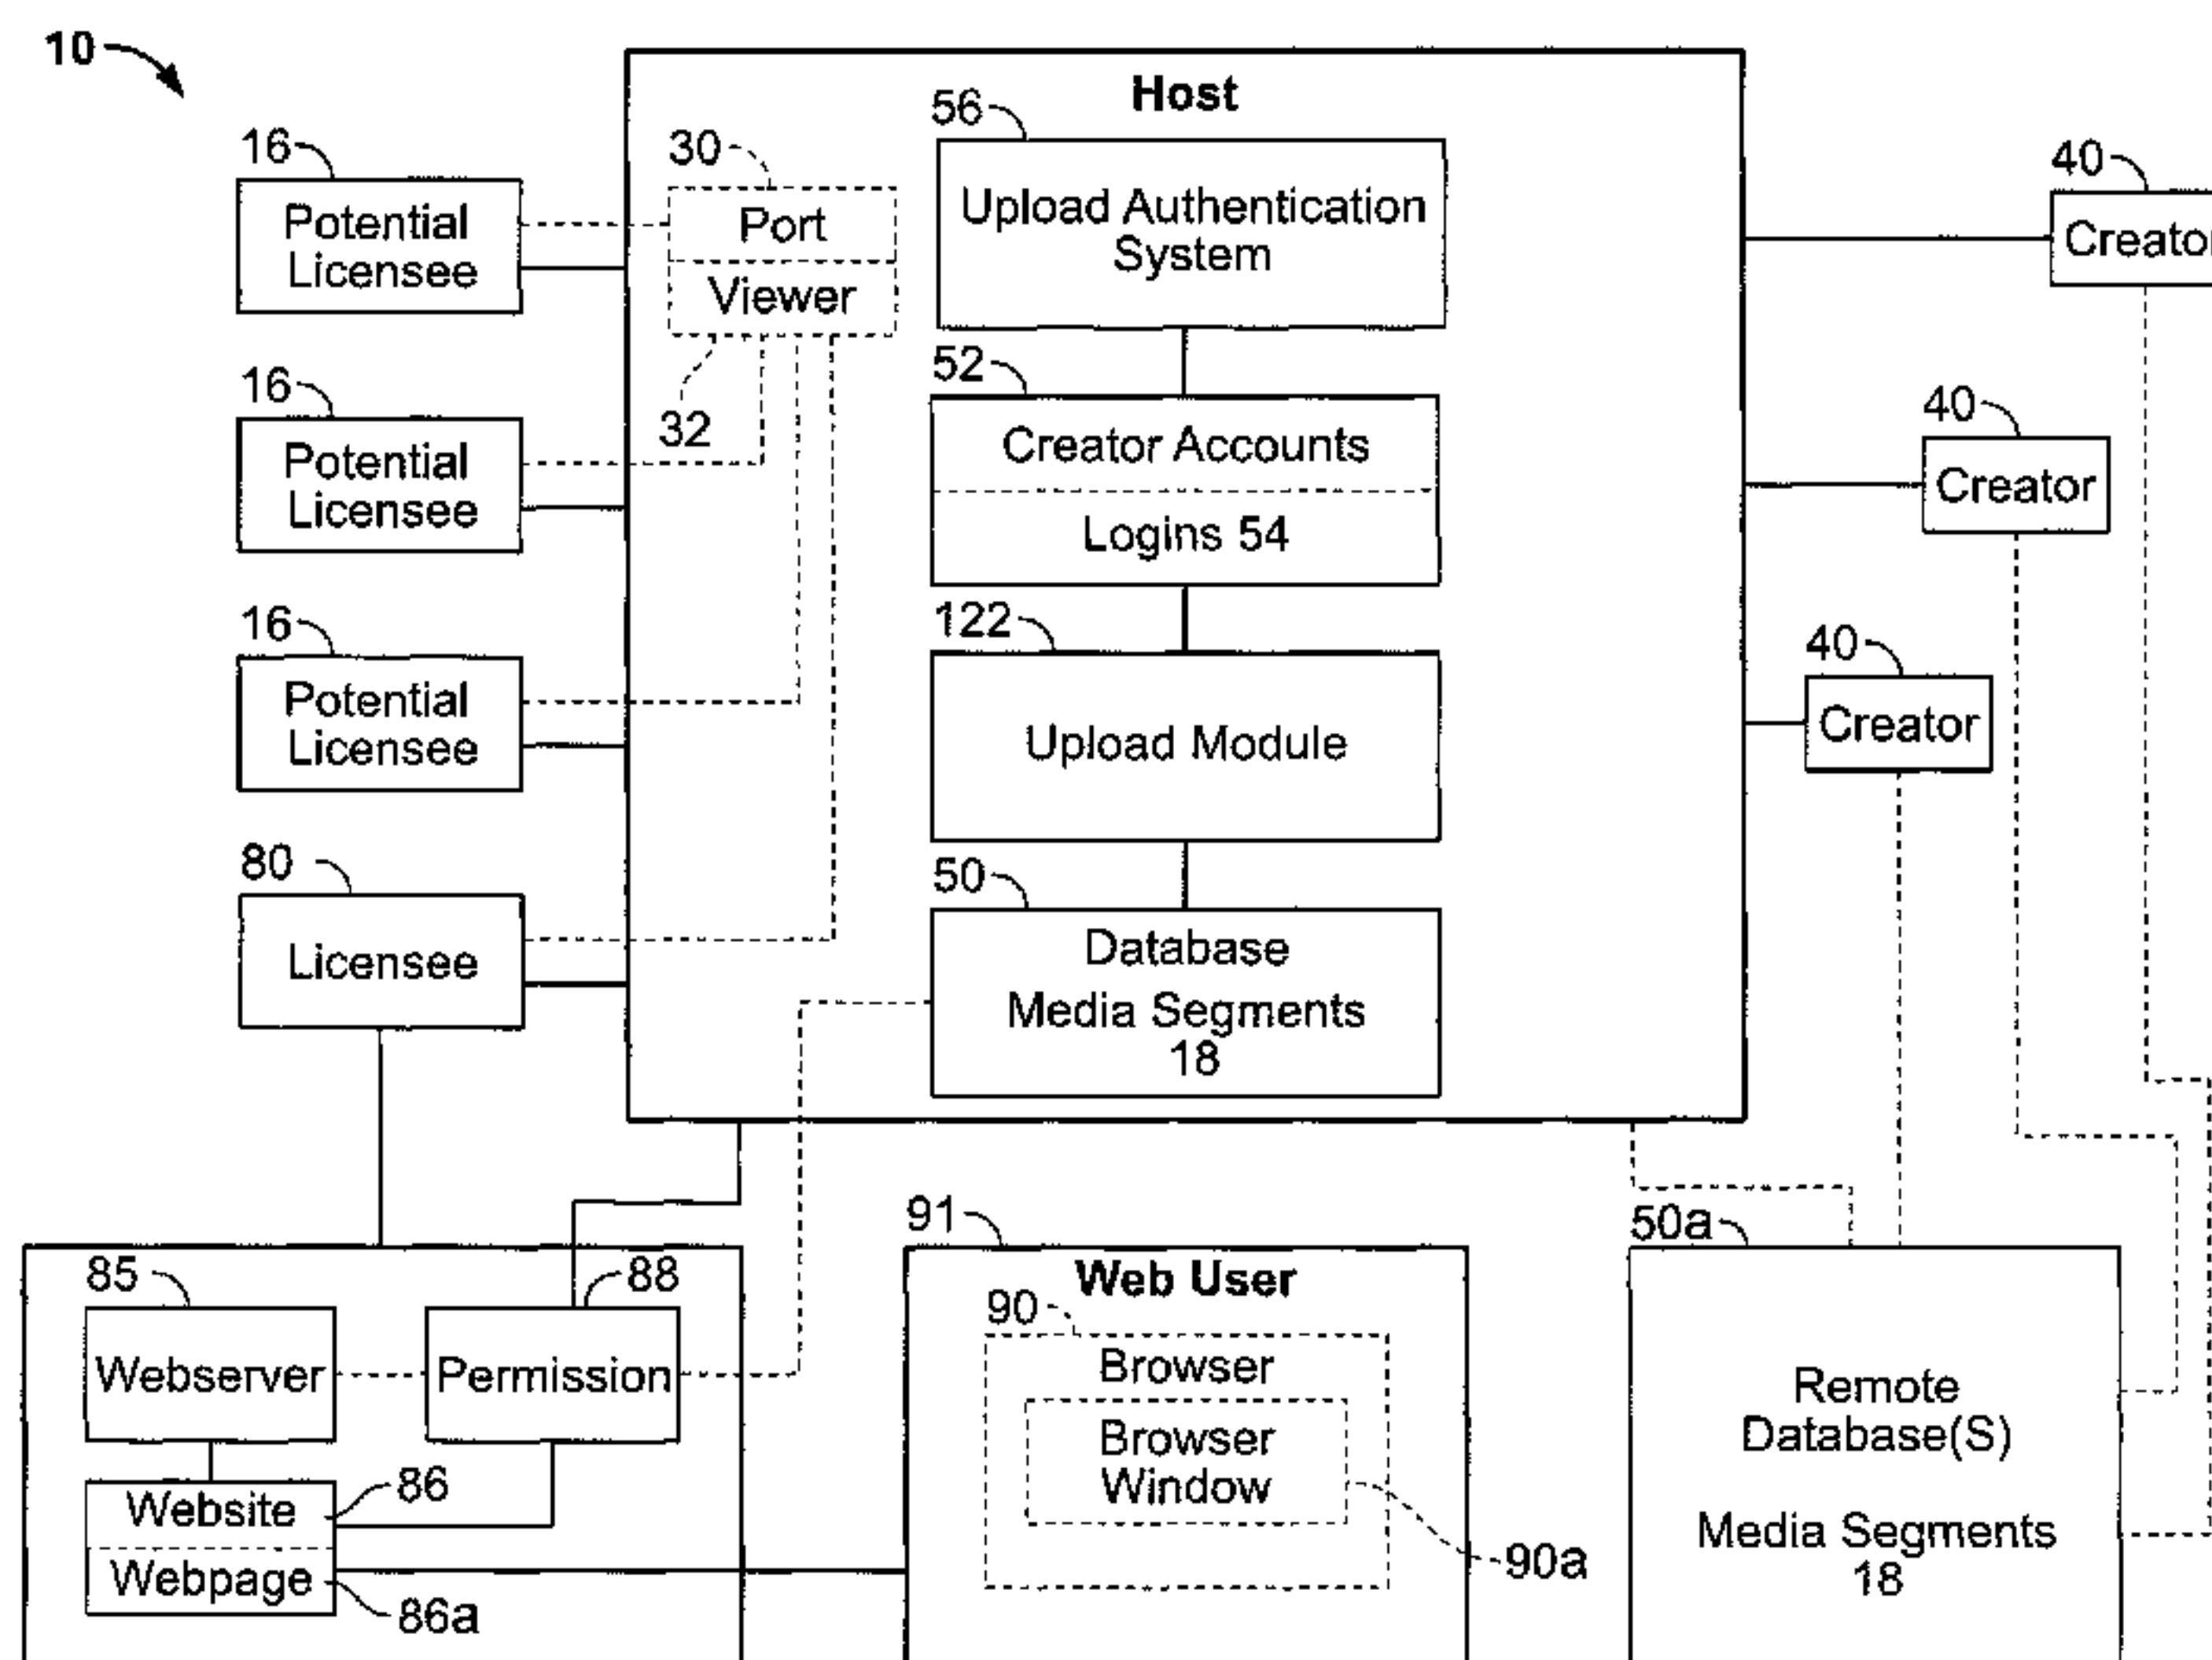 10
Host
56
30
Upload Authentication
System
Port
Viewer
32
16
Potential
Licensee
16
Potential
Licensee
16
Potential
Licensee
80
Licensee
52
Creator Accounts
Logins 54
122
Upload Module
50
Database
Media Segments
18
40
Creator
40
Creator
40
Creator
85
Webserver
88
Permission
Website
86
Webpage
86a
91
Web User
90
Browser
Browser
Window
90a
50a
Remote
Database(S)
Media Segments
18